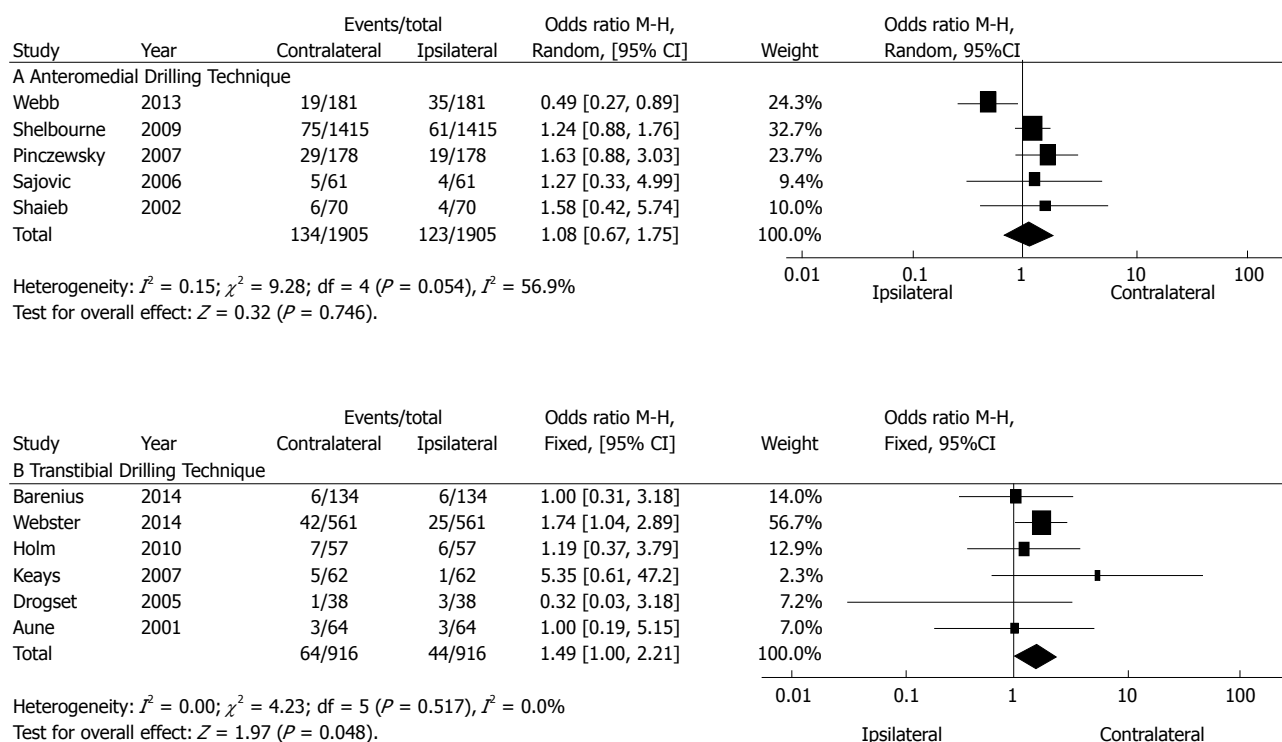 Events/total Odds ratio M-H, Odds ratio M-H,
Study Year Contralateral Ipsilateral Random, [95% CI] Weight Random, 95%CI
A Anteromedial Drilling Technique
Webb 2013 19/181 35/181 0.49 [0.27, 0.89] 24.3%
Shelbourne 2009 75/1415 61/1415 1.24 [0.88, 1.76] 32.7%
Pinczewsky 2007 29/178 19/178 1.63 [0.88, 3.03] 23.7%
Sajovic 2006 5/61 4/61 1.27 [0.33, 4.99] 9.4%
Shaieb 2002 6/70 4/70 1.58 [0.42, 5.74] 10.0%
Total 134/1905 123/1905 1.08 [0.67, 1.75] 100.0%
0.01 0.1 1 10 100
Heterogeneity: I² = 0.15; χ² = 9.28; df = 4 (P = 0.054), I² = 56.9%
Ipsilateral Contralateral
Test for overall effect: Z = 0.32 (P = 0.746).
Events/total Odds ratio M-H, Odds ratio M-H,
Study Year Contralateral Ipsilateral Fixed, [95% CI] Weight Fixed, 95%CI
B Transtibial Drilling Technique
Barenius 2014 6/134 6/134 1.00 [0.31, 3.18] 14.0%
Webster 2014 42/561 25/561 1.74 [1.04, 2.89] 56.7%
Holm 2010 7/57 6/57 1.19 [0.37, 3.79] 12.9%
Keays 2007 5/62 1/62 5.35 [0.61, 47.2] 2.3%
Drogset 2005 1/38 3/38 0.32 [0.03, 3.18] 7.2%
Aune 2001 3/64 3/64 1.00 [0.19, 5.15] 7.0%
Total 64/916 44/916 1.49 [1.00, 2.21] 100.0%
0.01 0.1 1 10 100
Heterogeneity: I² = 0.00; χ² = 4.23; df = 5 (P = 0.517), I² = 0.0%
Test for overall effect: Z = 1.97 (P = 0.048).
Ipsilateral Contralateral